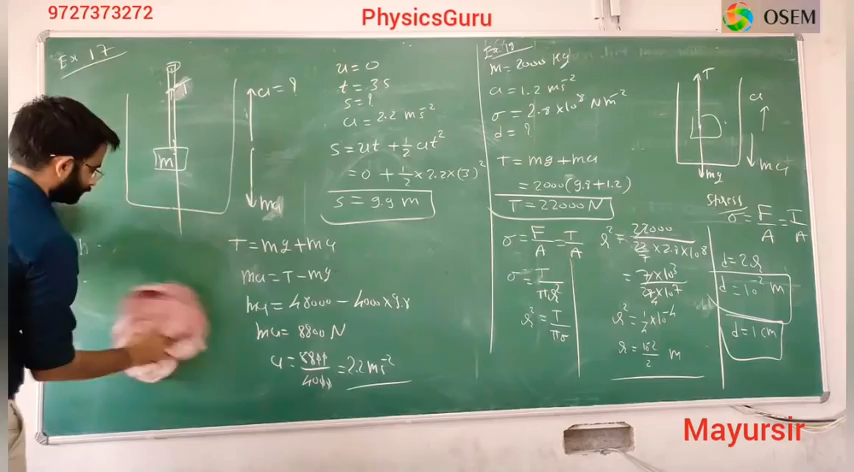 9727373272
PhysicsGuru
OSEM
Ex 17
T
a = ?
m
ma
u = 0
t = 3s
s = ?
a = 2.2 ms⁻²
s = ut + ½ at²
= 0 + ½ × 2.2 × (3)²
s = 9.9 m
T = mg + ma
ma = T - mg
ma = 48000 - 4000 × 9.8
ma = 8800 N
a = 8800/4000 = 2.2 ms⁻²
Ex 19
m = 2000 kg
a = 1.2 ms⁻²
σ = 2.8 × 10⁸ Nm⁻²
d = ?
T = mg + ma
= 2000 (9.8 + 1.2)
T = 22000 N
σ = F/A = T/A
σ = T/πr²
r² = T/πσ
r² = 22000/(22/7 × 2.8 × 10⁸)
r² = ¼ × 10⁻⁴
r = 10⁻²/2 m
T
a
ma
mg
Stress
σ = F/A = T/A
d = 2r
d = 10⁻² m
d = 1 cm
Mayursir